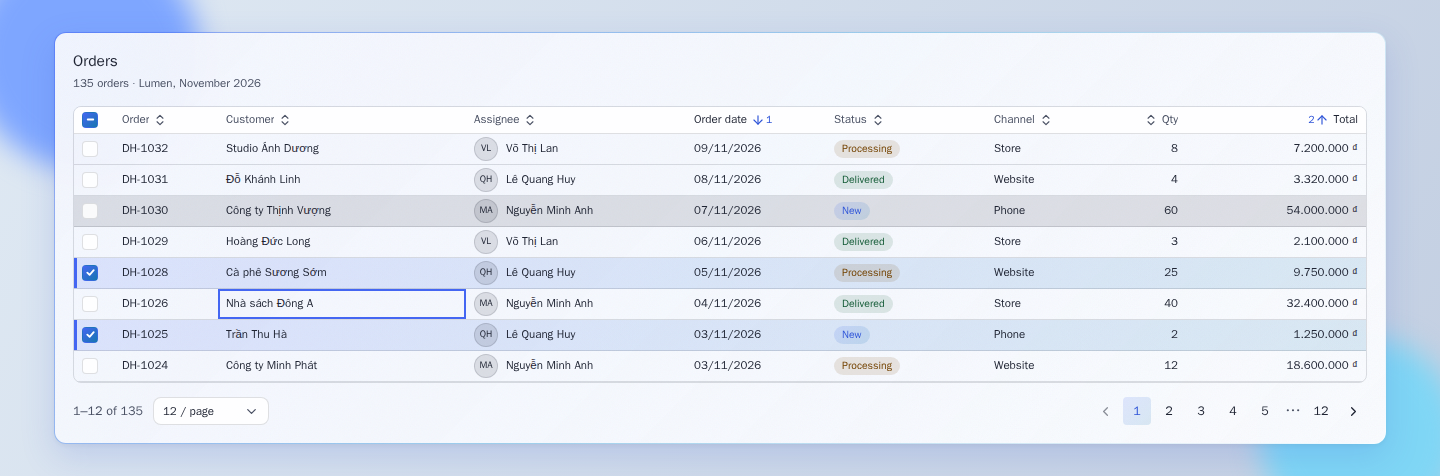 Orders
135 orders · Lumen, November 2026
Order Customer Assignee Order date 1 Status Channel Qty 2 Total
DH-1032 Studio Ánh Dương VL Võ Thị Lan 09/11/2026 Processing Store 8 7.200.000 ₫
DH-1031 Đỗ Khánh Linh QH Lê Quang Huy 08/11/2026 Delivered Website 4 3.320.000 ₫
DH-1030 Công ty Thịnh Vượng MA Nguyễn Minh Anh 07/11/2026 New Phone 60 54.000.000 ₫
DH-1029 Hoàng Đức Long VL Võ Thị Lan 06/11/2026 Delivered Store 3 2.100.000 ₫
DH-1028 Cà phê Sương Sớm QH Lê Quang Huy 05/11/2026 Processing Website 25 9.750.000 ₫
DH-1026 Nhà sách Đông A MA Nguyễn Minh Anh 04/11/2026 Delivered Store 40 32.400.000 ₫
DH-1025 Trần Thu Hà QH Lê Quang Huy 03/11/2026 New Phone 2 1.250.000 ₫
DH-1024 Công ty Minh Phát MA Nguyễn Minh Anh 03/11/2026 Processing Website 12 18.600.000 ₫
1–12 of 135 12 / page 1 2 3 4 5 ••• 12